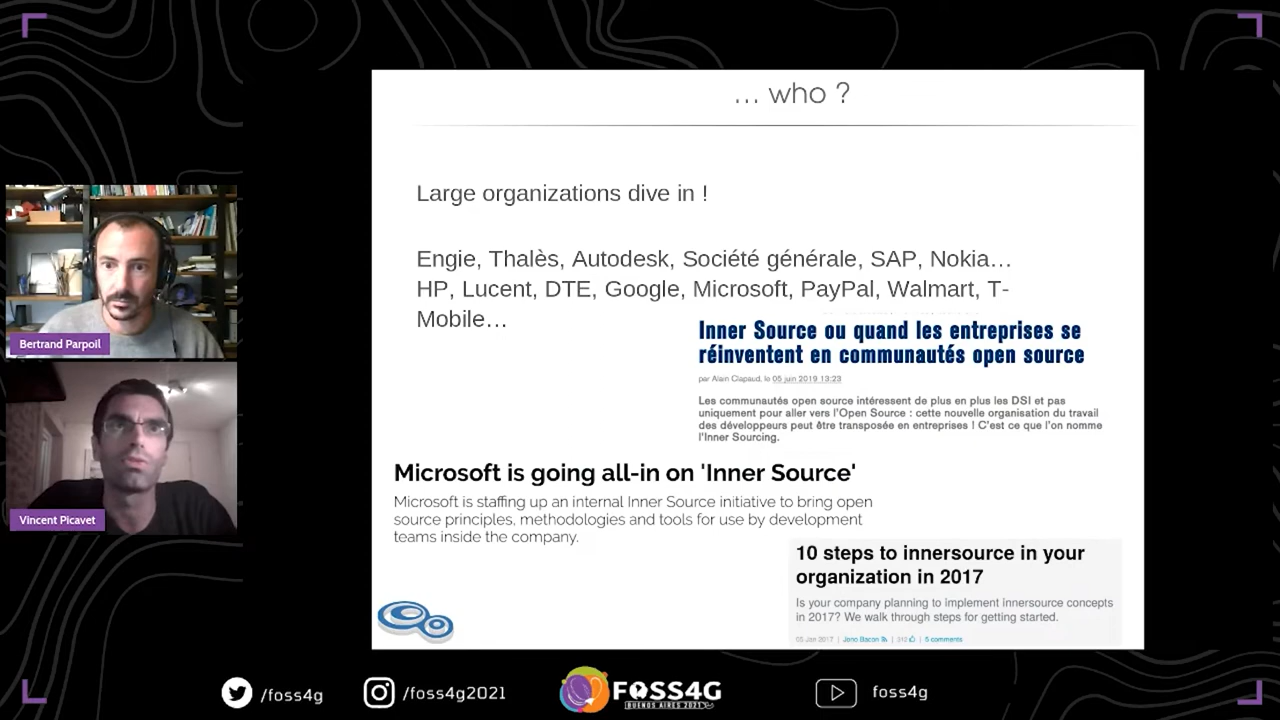 ... who ?
Large organizations dive in !
Engie, Thalès, Autodesk, Société générale, SAP, Nokia…
HP, Lucent, DTE, Google, Microsoft, PayPal, Walmart, T-
Mobile…
Inner Source ou quand les entreprises se
réinventent en communautés open source
par Alain Clapaud, le 05 juin 2019 13:23
Les communautés open source intéressent de plus en plus les DSI et pas
uniquement pour aller vers l'Open Source : cette nouvelle organisation du travail
des développeurs peut être transposée en entreprises ! C'est ce que l'on nomme
l'Inner Sourcing.
Microsoft is going all-in on 'Inner Source'
Microsoft is staffing up an internal Inner Source initiative to bring open
source principles, methodologies and tools for use by development
teams inside the company.
10 steps to innersource in your
organization in 2017
Is your company planning to implement innersource concepts
in 2017? We walk through steps for getting started.
05 Jan 2017 | Jono Bacon | 312 | 5 comments
Bertrand Parpoil
Vincent Picavet
/foss4g
/foss4g2021
FOSS4G
BUENOS AIRES 2021
foss4g